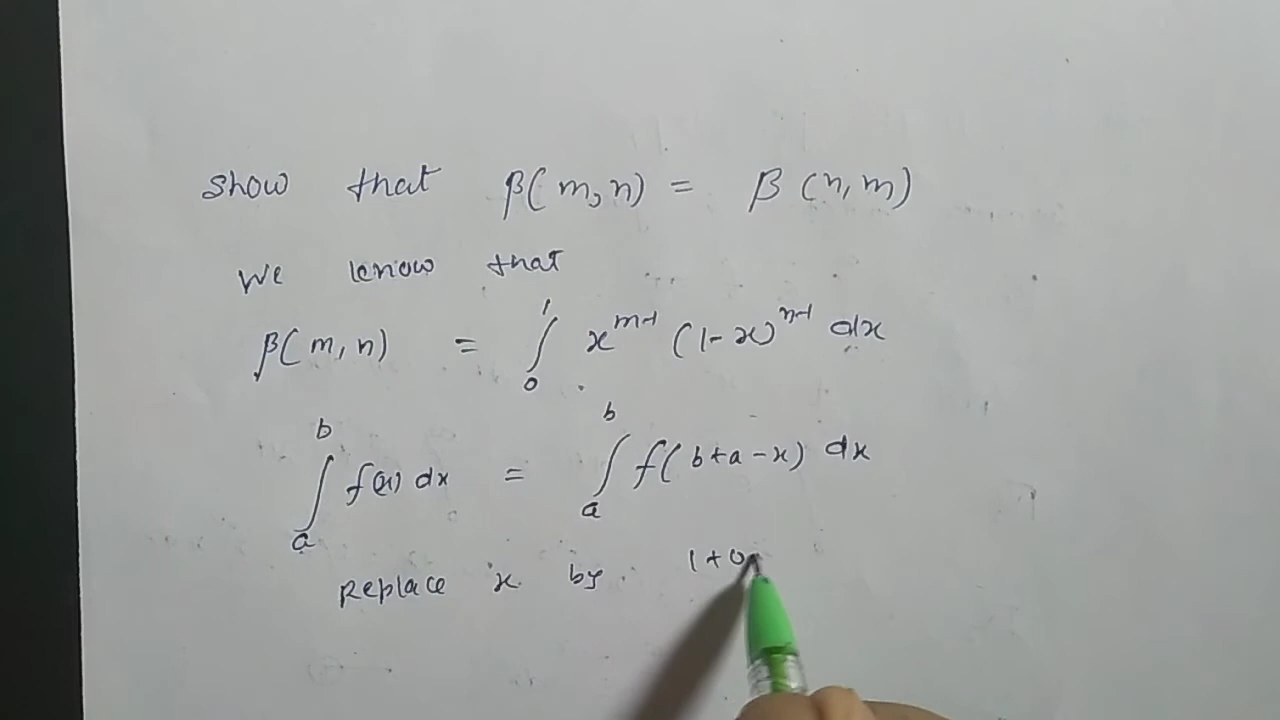 Show that β(m,n) = β(n,m)
We know that
β(m,n) = ∫₀¹ x^{m-1} (1-x)^{n-1} dx
∫ₐᵇ f(x) dx = ∫ₐᵇ f(b+a-x) dx
Replace x by 1+0